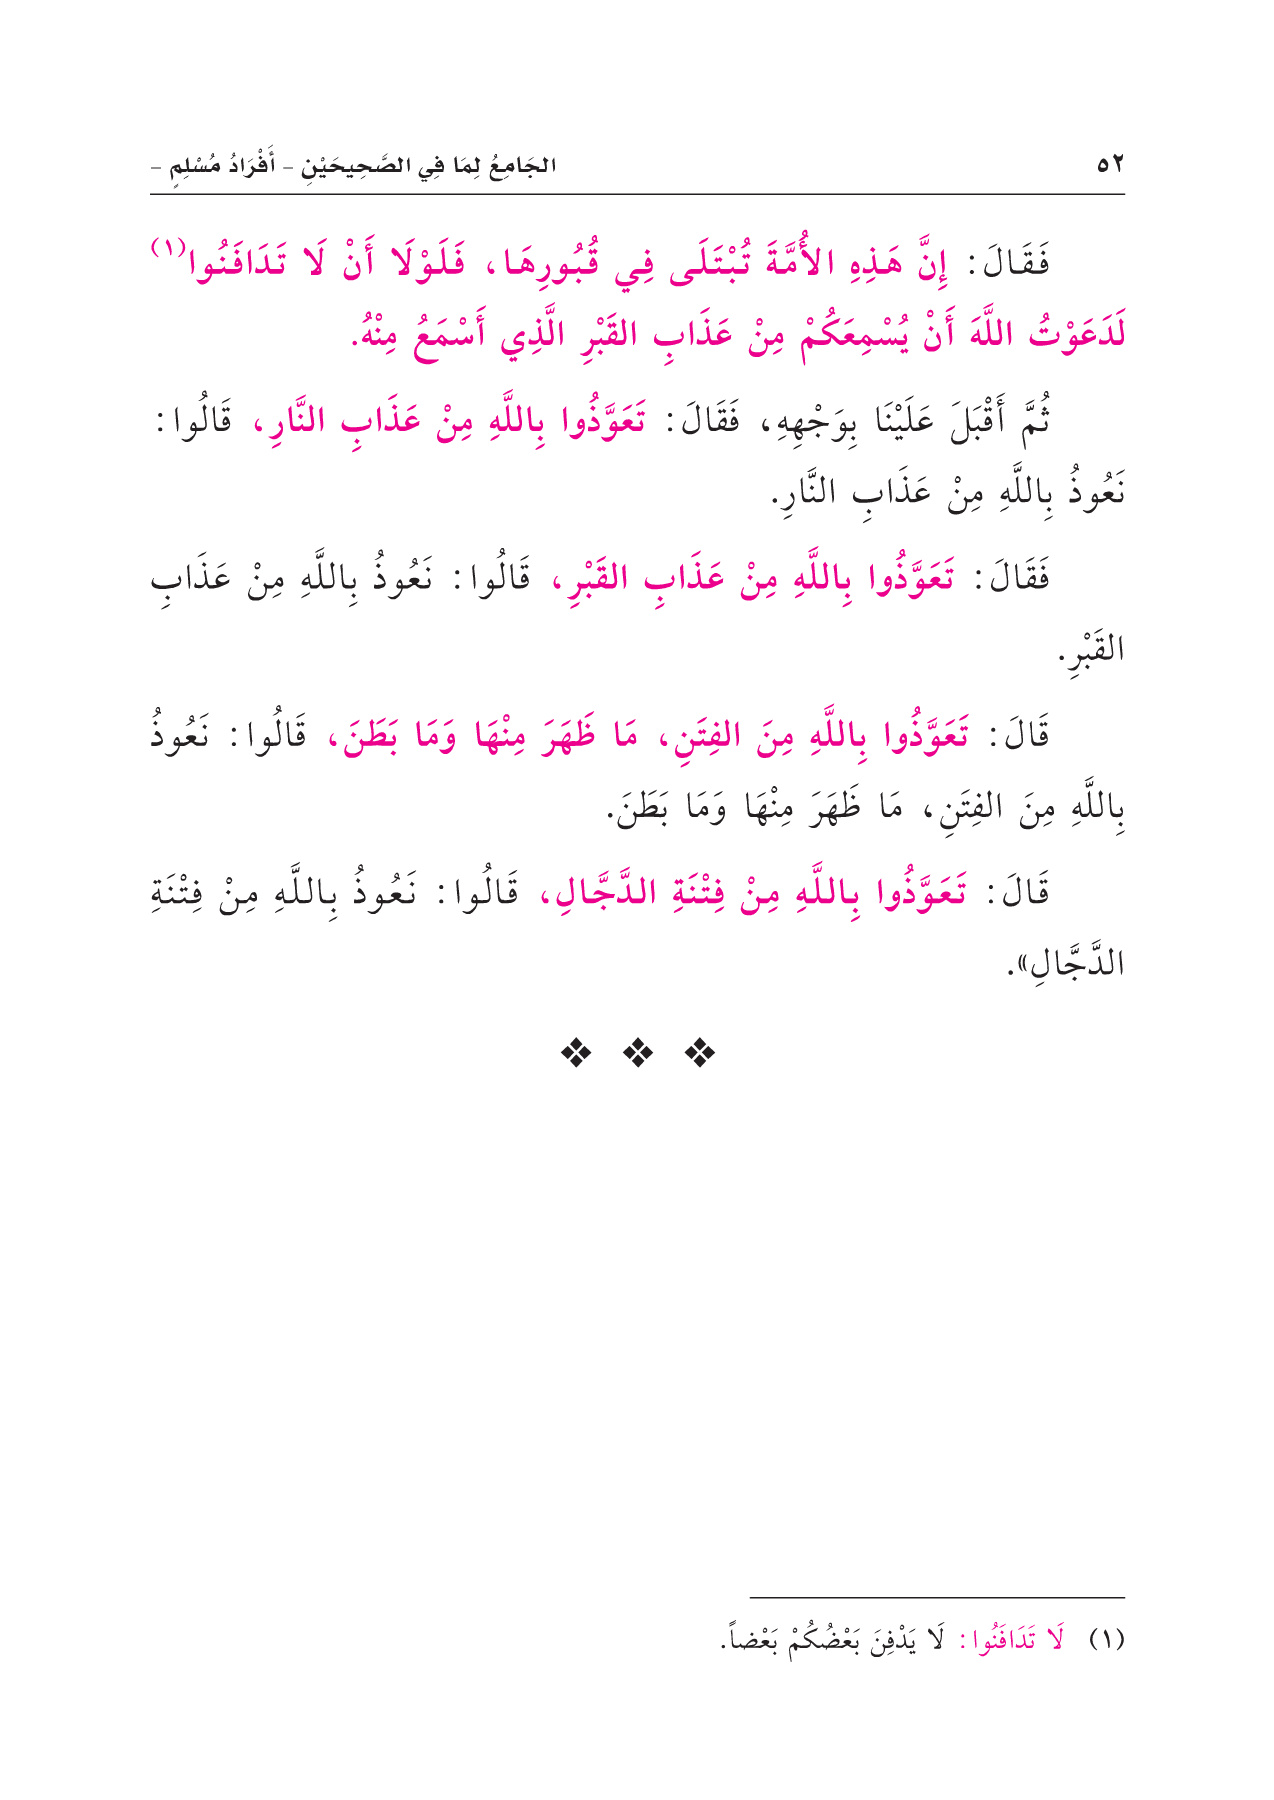 ٥٢ الجَامِعُ لِمَا فِي الصَّحِيحَيْنِ – أَفْرَادُ مُسْلِمٍ –
فَقَالَ: إِنَّ هَذِهِ الأُمَّةَ تُبْتَلَى فِي قُبُورِهَا، فَلَوْلَا أَنْ لَا تَدَافَنُوا(١)
لَدَعَوْتُ اللَّهَ أَنْ يُسْمِعَكُمْ مِنْ عَذَابِ القَبْرِ الَّذِي أَسْمَعُ مِنْهُ.
ثُمَّ أَقْبَلَ عَلَيْنَا بِوَجْهِهِ، فَقَالَ: تَعَوَّذُوا بِاللَّهِ مِنْ عَذَابِ النَّارِ، قَالُوا:
نَعُوذُ بِاللَّهِ مِنْ عَذَابِ النَّارِ.
فَقَالَ: تَعَوَّذُوا بِاللَّهِ مِنْ عَذَابِ القَبْرِ، قَالُوا: نَعُوذُ بِاللَّهِ مِنْ عَذَابِ
القَبْرِ.
قَالَ: تَعَوَّذُوا بِاللَّهِ مِنَ الفِتَنِ، مَا ظَهَرَ مِنْهَا وَمَا بَطَنَ، قَالُوا: نَعُوذُ
بِاللَّهِ مِنَ الفِتَنِ، مَا ظَهَرَ مِنْهَا وَمَا بَطَنَ.
قَالَ: تَعَوَّذُوا بِاللَّهِ مِنْ فِتْنَةِ الدَّجَّالِ، قَالُوا: نَعُوذُ بِاللَّهِ مِنْ فِتْنَةِ
الدَّجَّالِ».
(١) لَا تَدَافَنُوا: لَا يَدْفِنَ بَعْضُكُمْ بَعْضاً.